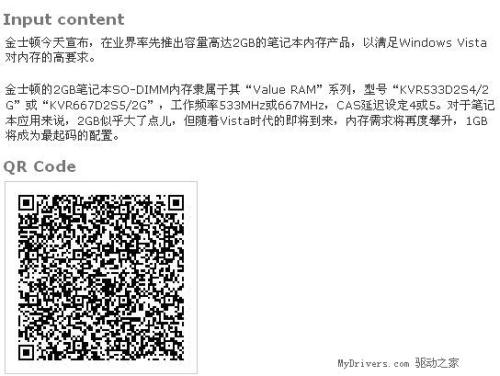 Input content
金士顿今天宣布，在业界率先推出容量高达2GB的笔记本内存产品，以满足Windows Vista
对内存的高要求。
金士顿的2GB笔记本SO-DIMM内存隶属于其“Value RAM”系列，型号“KVR533D2S4/2
G”或“KVR667D2S5/2G”，工作频率533MHz或667MHz，CAS延迟设定4或5。对于笔记
本应用来说，2GB似乎大了点儿，但随着Vista时代的即将到来，内存需求将再度攀升，1GB
将成为最起码的配置。
QR Code
MyDrivers.com 驱动之家